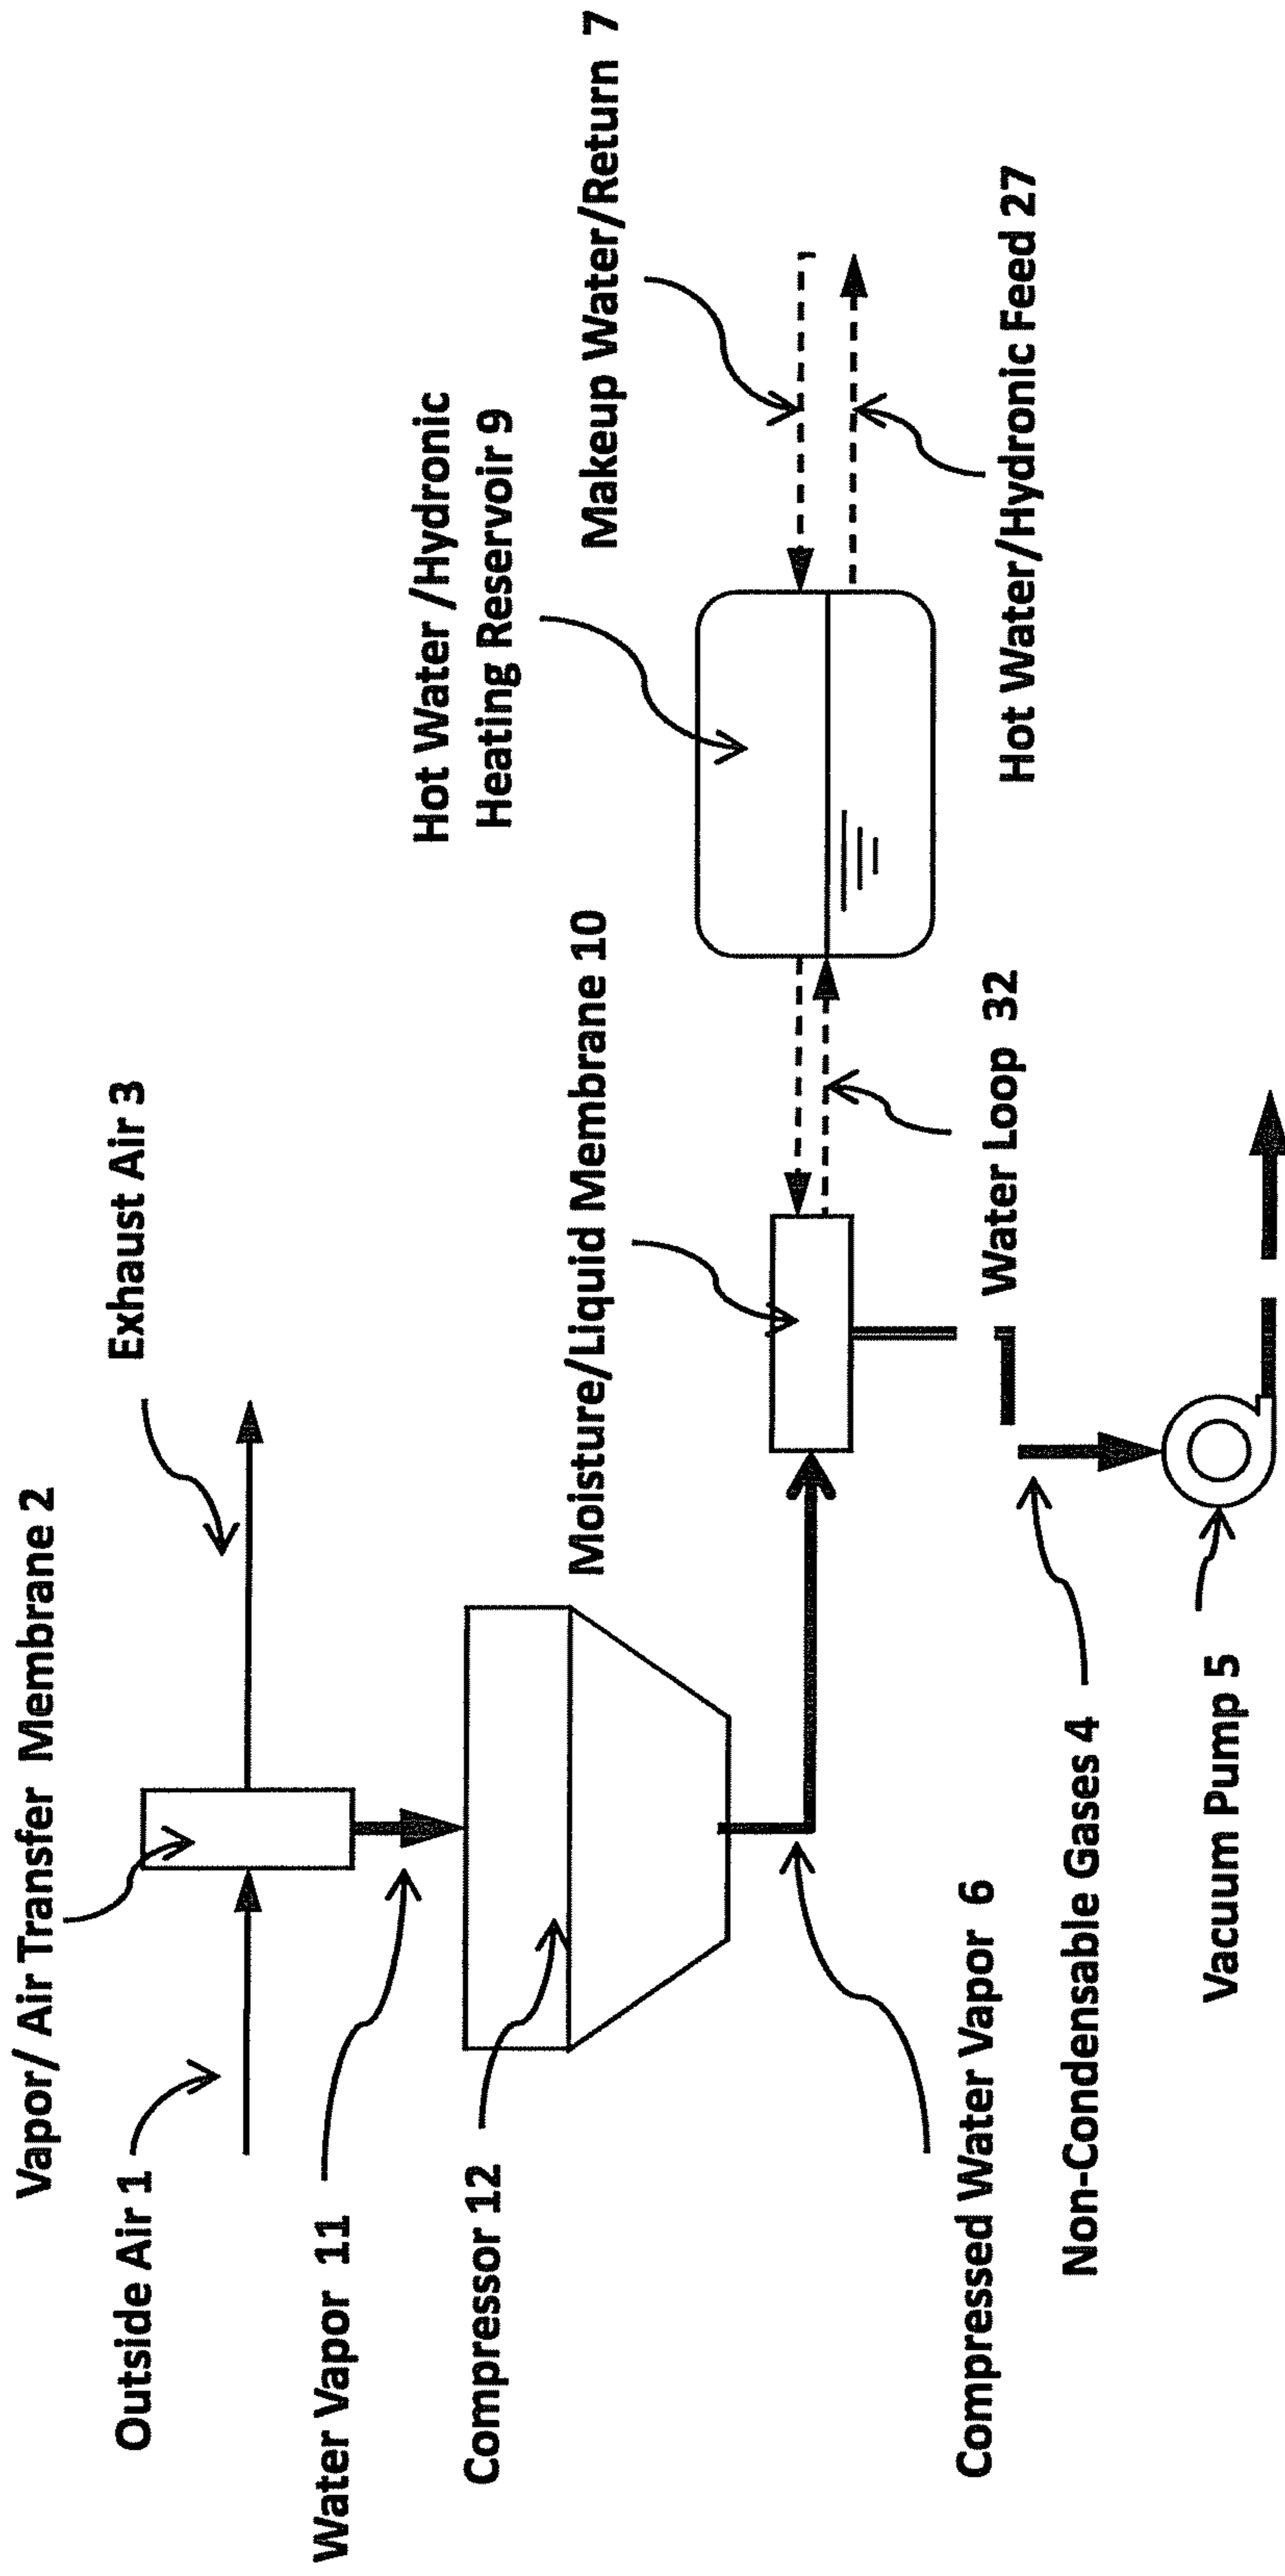 Vapor/ Air Transfer Membrane 2
Outside Air 1
Exhaust Air 3
Water Vapor 11
Compressor 12
Hot Water /Hydronic
Heating Reservoir 9
Moisture/Liquid Membrane 10
Makeup Water/Return 7
Compressed Water Vapor 6
Water Loop 32
Hot Water/Hydronic Feed 27
Non-Condensable Gases 4
Vacuum Pump 5